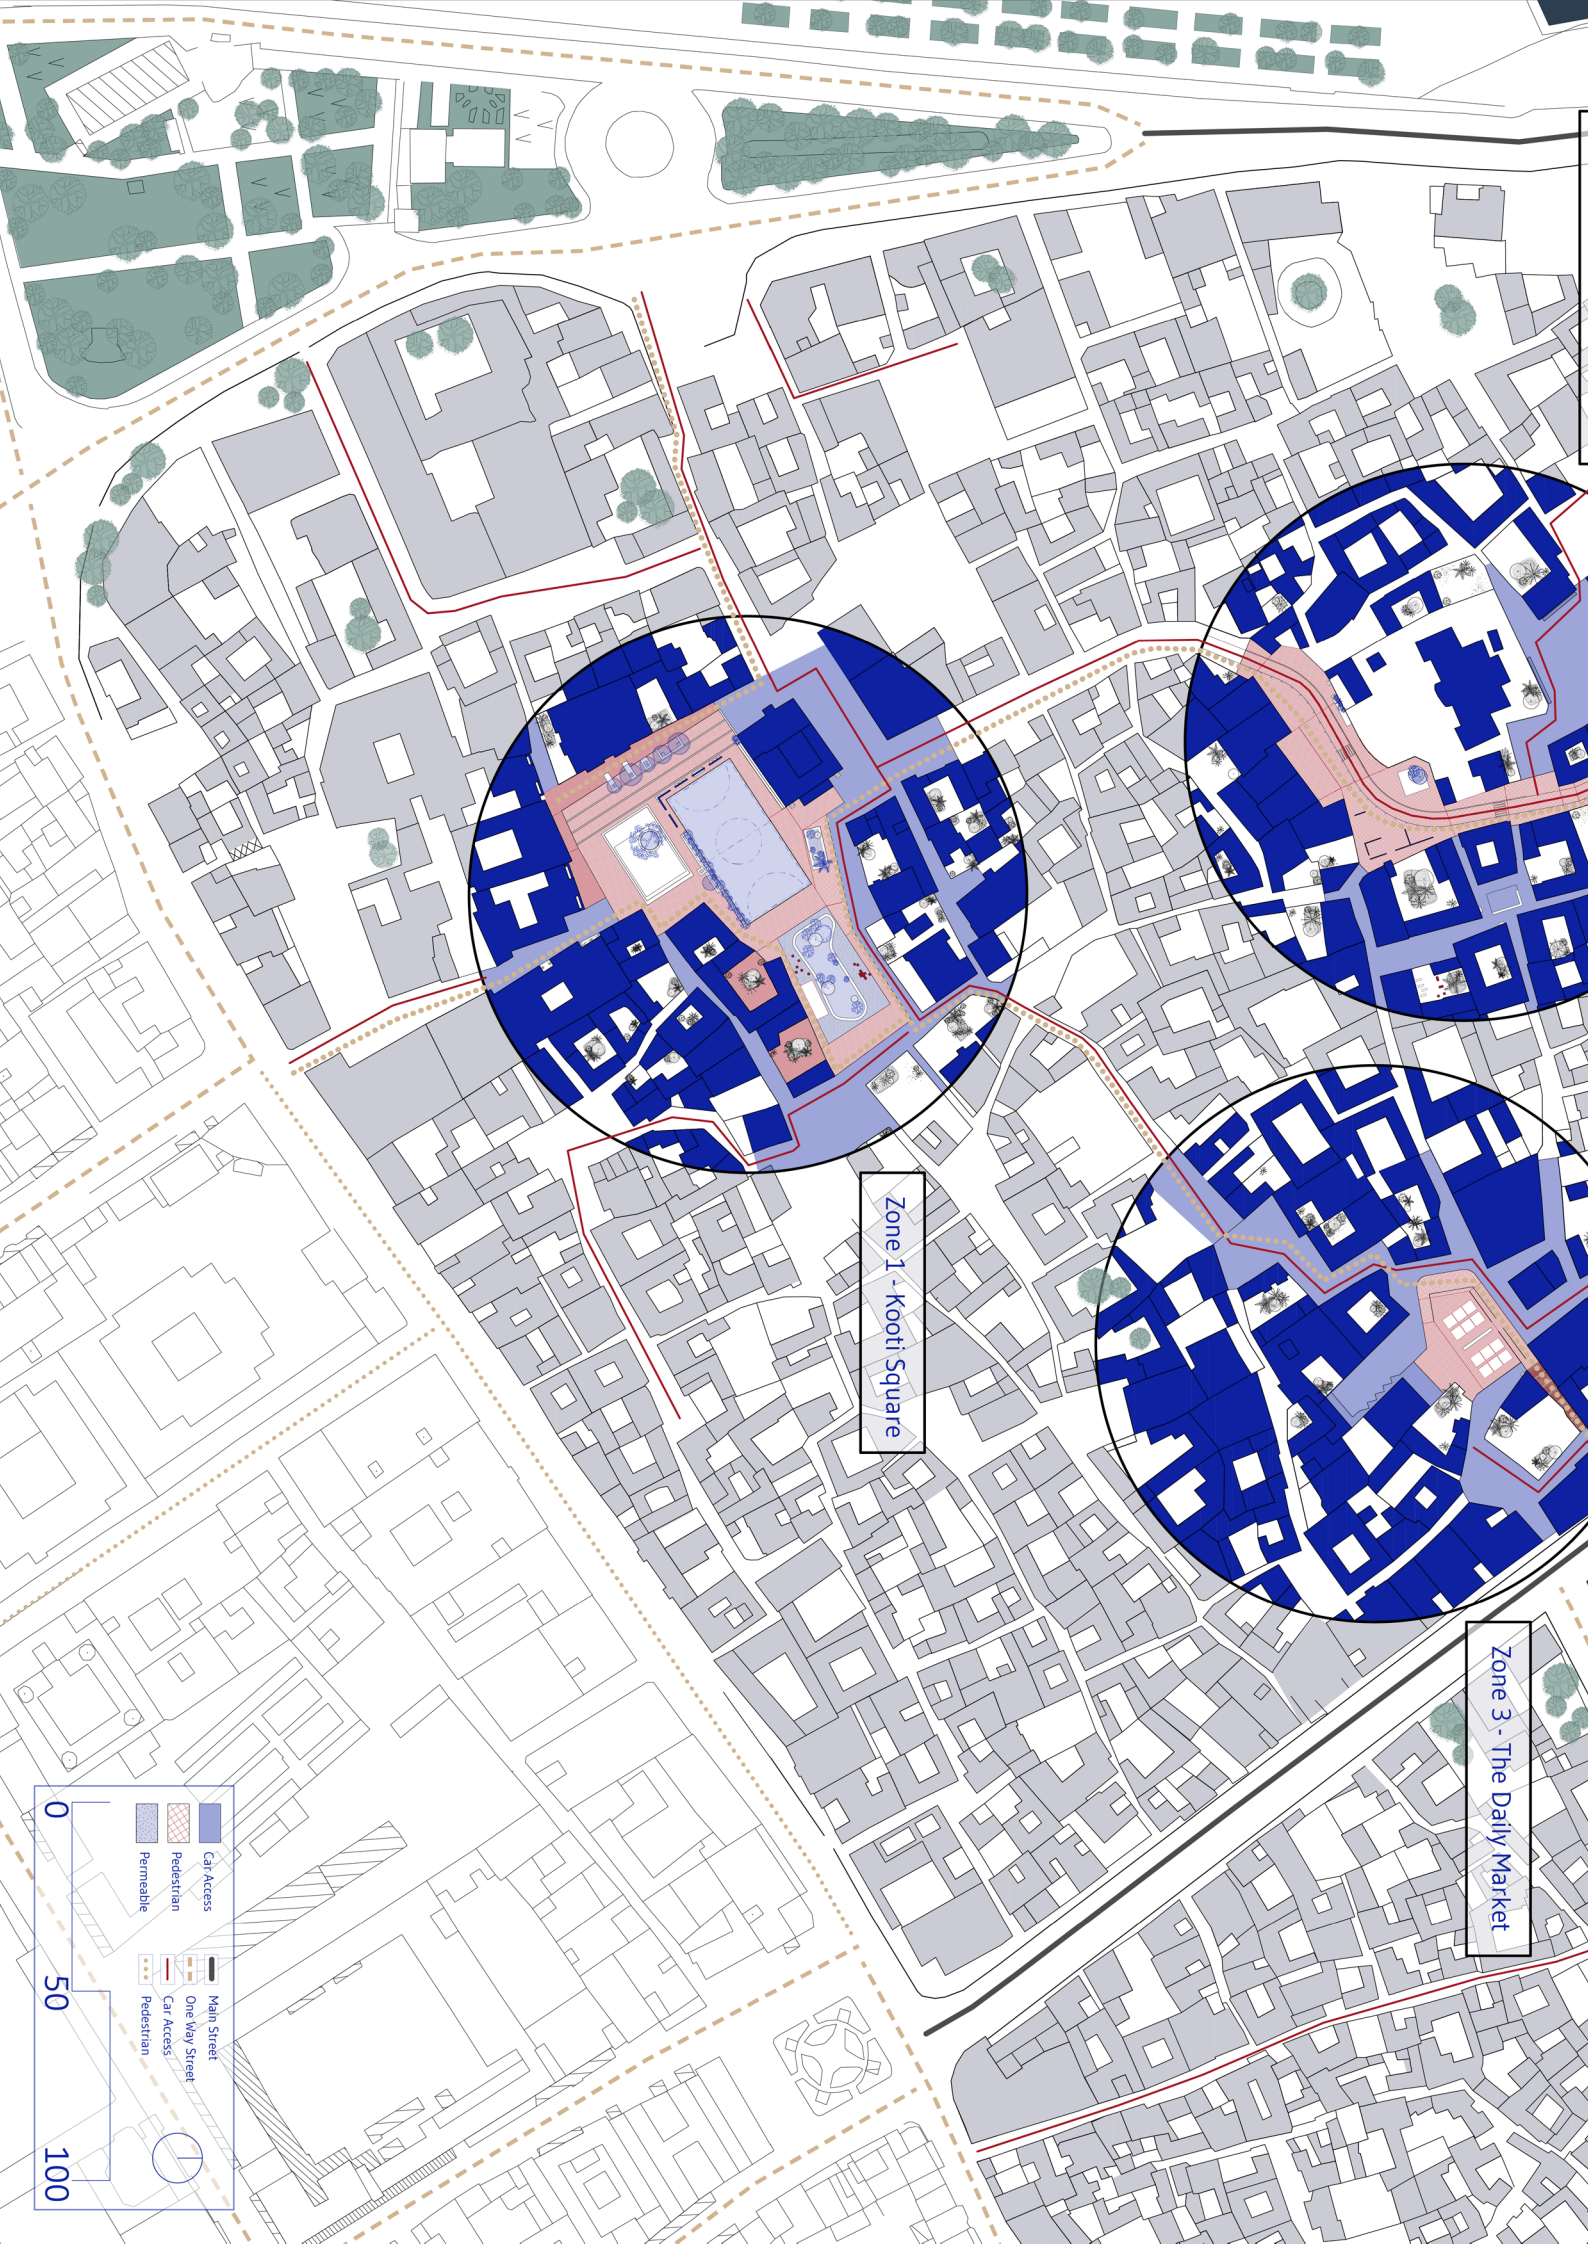 Zone 1 - Kooti Square
Zone 3 - The Daily Market
Car Access
Pedestrian
Permeable
Main Street
One Way Street
Car Access
Pedestrian
0
50
100